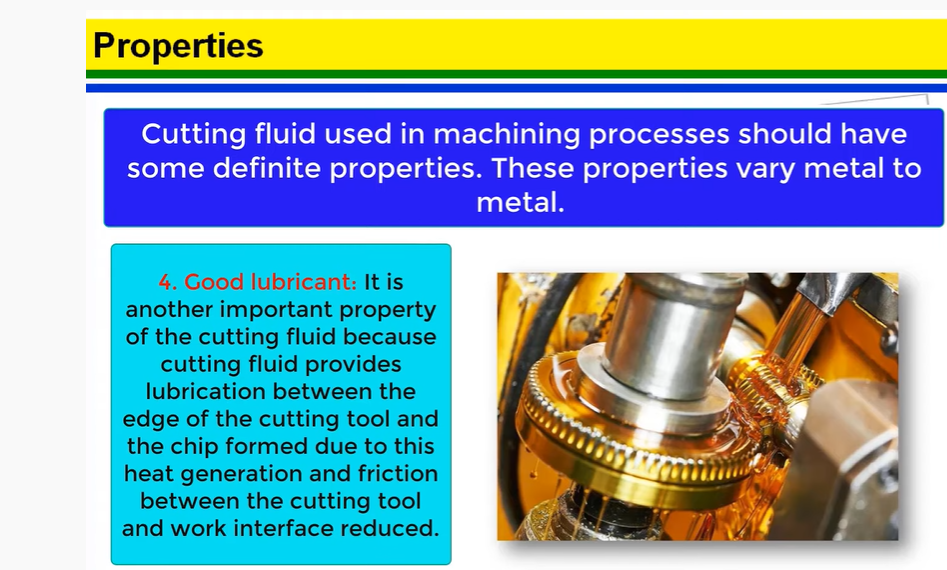 Properties
Cutting fluid used in machining processes should have
some definite properties. These properties vary metal to
metal.
4. Good lubricant: It is
another important property
of the cutting fluid because
cutting fluid provides
lubrication between the
edge of the cutting tool and
the chip formed due to this
heat generation and friction
between the cutting tool
and work interface reduced.